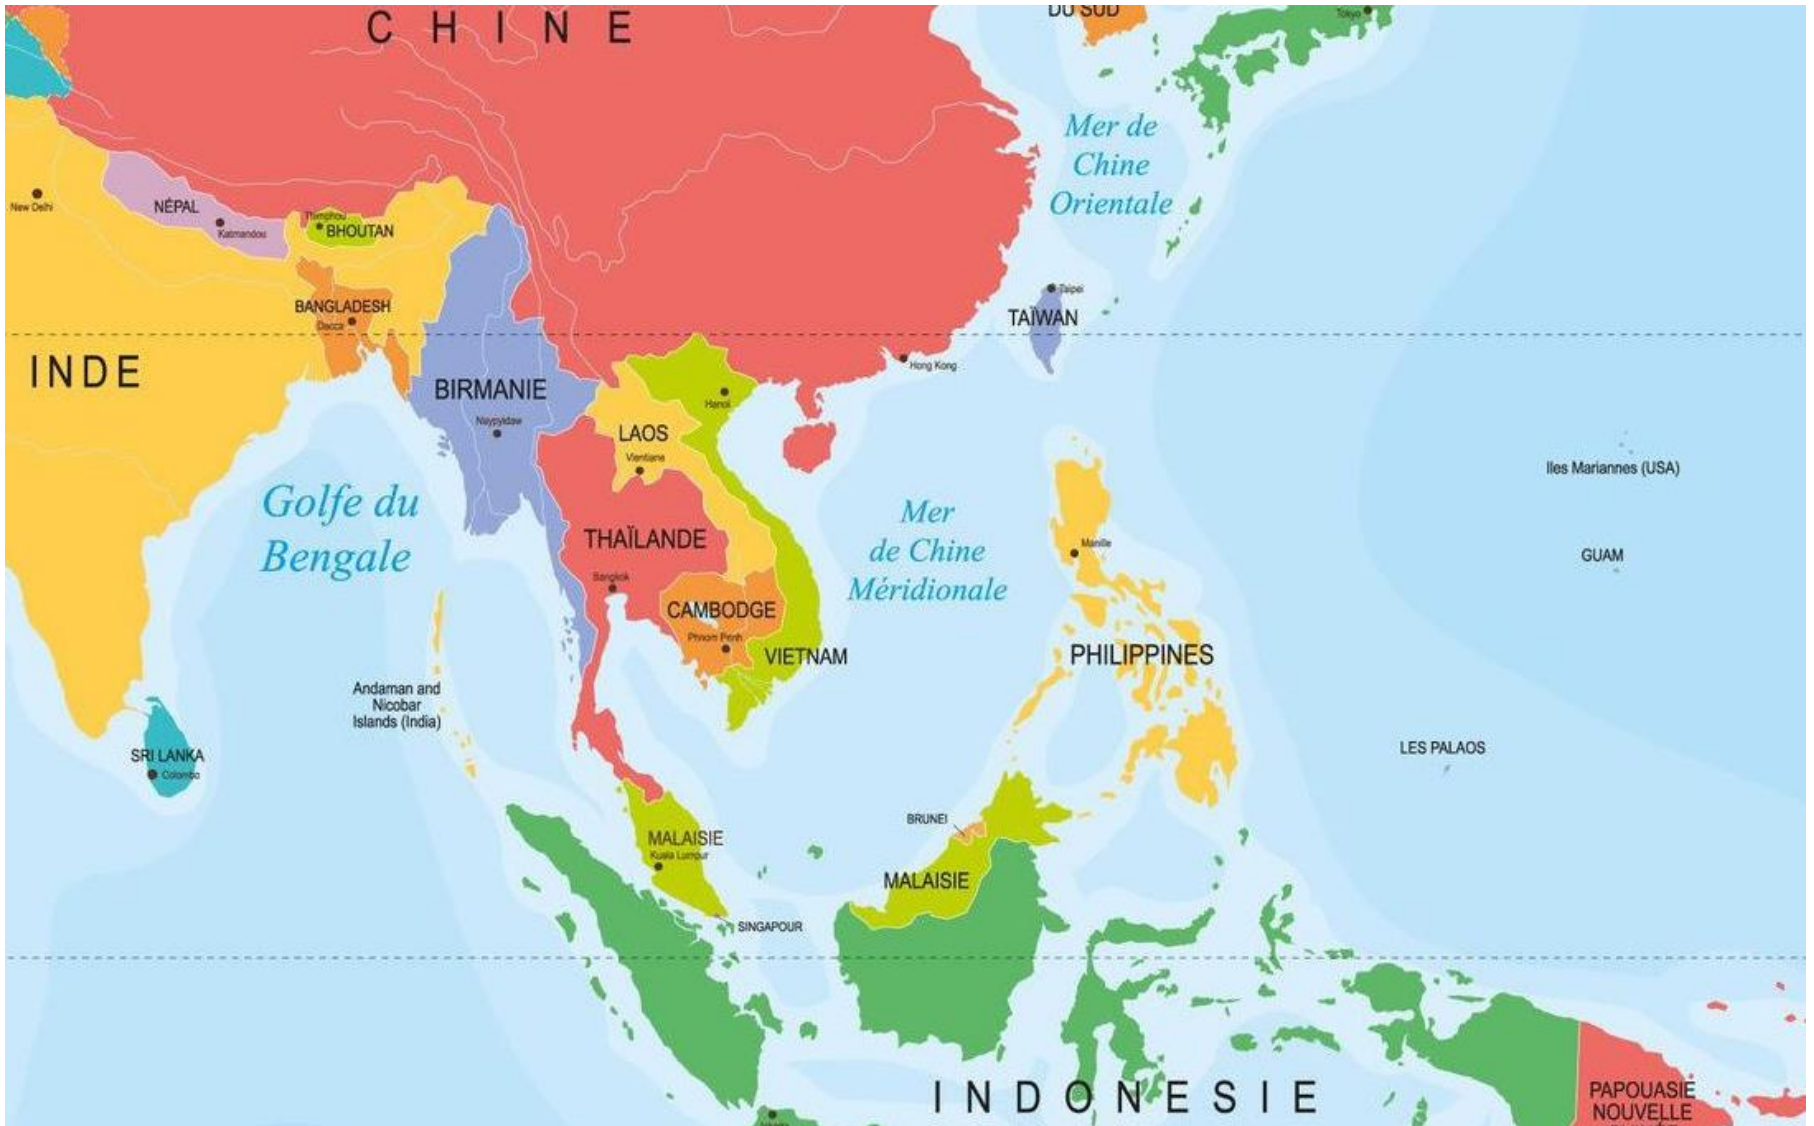 DU SUD
Tokyo
CHINE
Mer de
Chine
Orientale
New Delhi
NÉPAL
Katmandou
Thimphou
BHOUTAN
BANGLADESH
Dacca
Taipei
TAÏWAN
INDE
BIRMANIE
Naypyidaw
Hong Kong
Hanoï
LAOS
Vientiane
Iles Mariannes (USA)
Golfe du
Bengale
THAÏLANDE
Bangkok
Mer
de Chine
Méridionale
Manille
GUAM
CAMBODGE
Phnom Penh
VIETNAM
PHILIPPINES
Andaman and
Nicobar
Islands (India)
SRI LANKA
Colombo
LES PALAOS
BRUNEI
MALAISIE
Kuala Lumpur
MALAISIE
SINGAPOUR
INDONESIE
PAPOUASIE
NOUVELLE